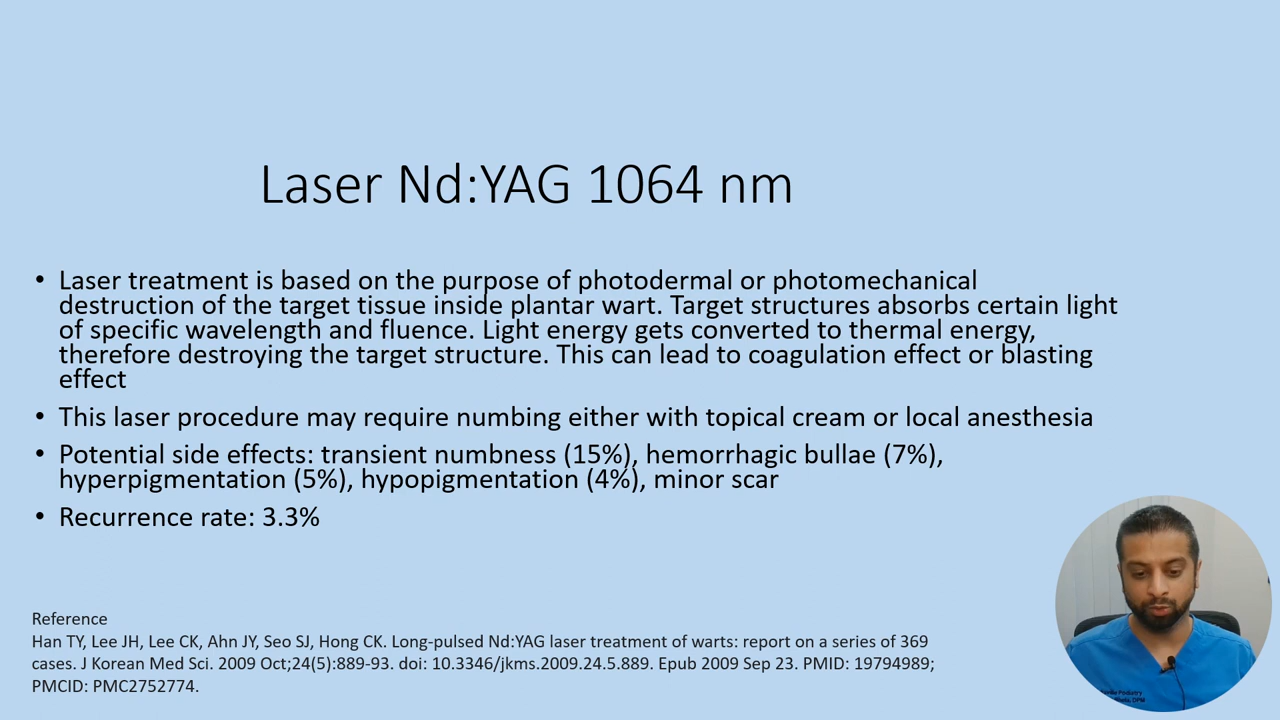 Laser Nd:YAG 1064 nm
• Laser treatment is based on the purpose of photodermal or photomechanical
destruction of the target tissue inside plantar wart. Target structures absorbs certain light
of specific wavelength and fluence. Light energy gets converted to thermal energy,
therefore destroying the target structure. This can lead to coagulation effect or blasting
effect
• This laser procedure may require numbing either with topical cream or local anesthesia
• Potential side effects: transient numbness (15%), hemorrhagic bullae (7%),
hyperpigmentation (5%), hypopigmentation (4%), minor scar
• Recurrence rate: 3.3%
Reference
Han TY, Lee JH, Lee CK, Ahn JY, Seo SJ, Hong CK. Long-pulsed Nd:YAG laser treatment of warts: report on a series of 369
cases. J Korean Med Sci. 2009 Oct;24(5):889-93. doi: 10.3346/jkms.2009.24.5.889. Epub 2009 Sep 23. PMID: 19794989;
PMCID: PMC2752774.
Podiatry
DPM